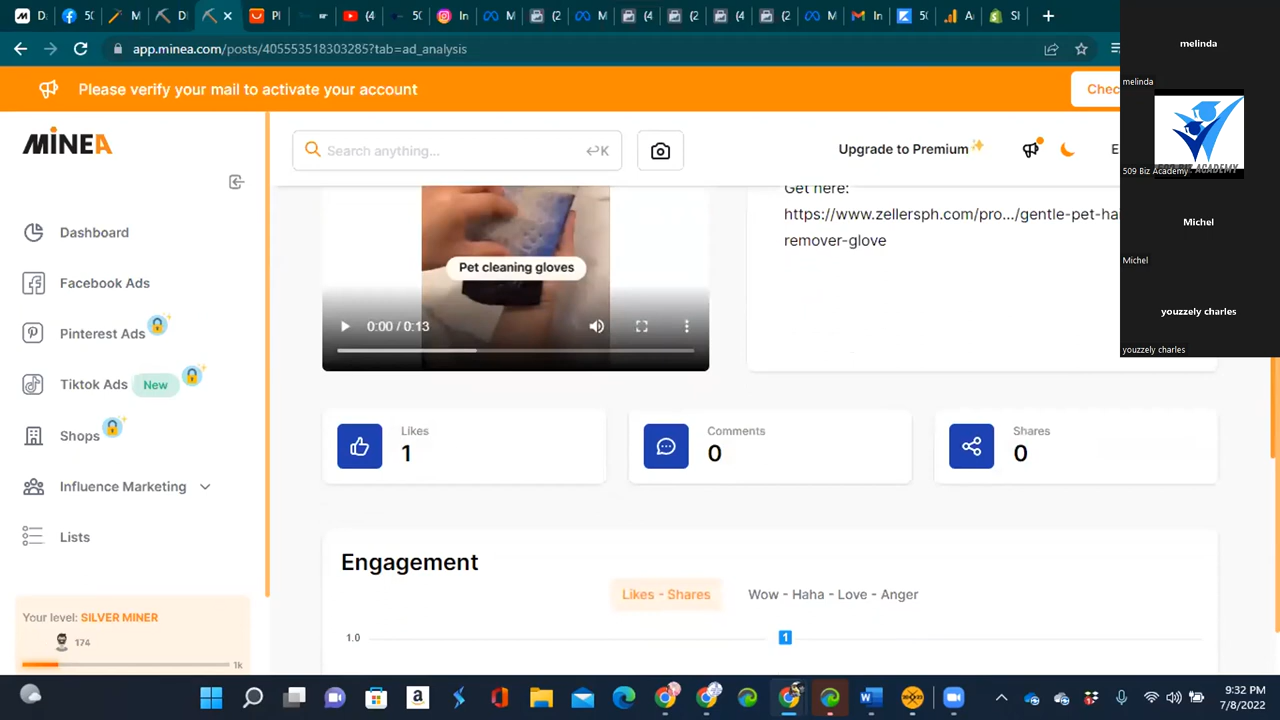 app.minea.com/posts/405553518303285?tab=ad_analysis
Please verify your mail to activate your account
Chec
MINEA
Search anything...
K
Upgrade to Premium
E
Dashboard
Facebook Ads
Pinterest Ads
Tiktok Ads New
Shops
Influence Marketing
Lists
Your level: SILVER MINER
174
1k
Get here:
https://www.zellersph.com/pro.../gentle-pet-ha
remover-glove
Pet cleaning gloves
0:00 / 0:13
Likes
1
Comments
0
Shares
0
Engagement
Likes - Shares
Wow - Haha - Love - Anger
1.0
1
melinda
melinda
509 BIZ ACADEMY
509 Biz Academy
Michel
Michel
youzzely charles
youzzely charles
9:32 PM
7/8/2022